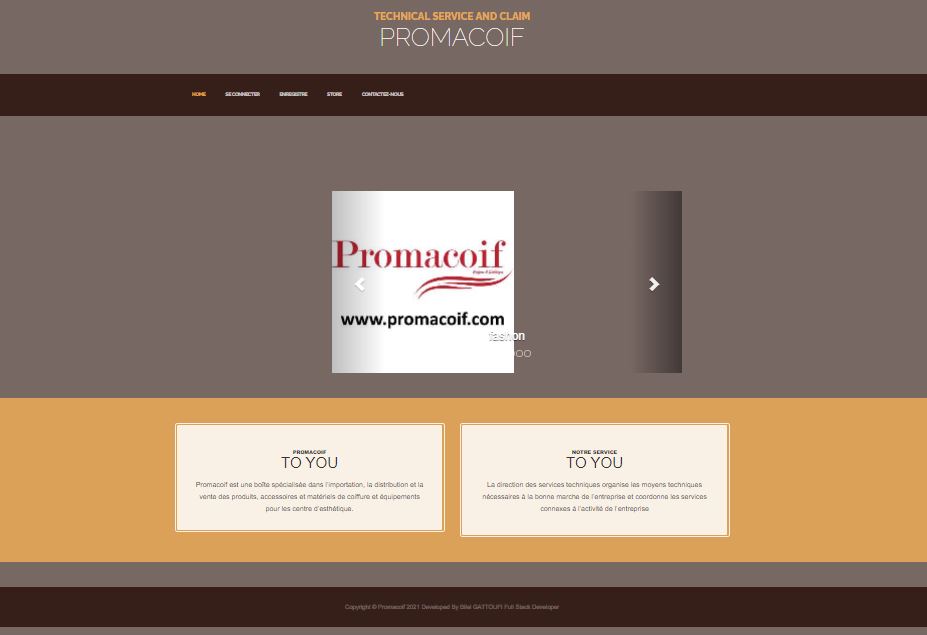 TECHNICAL SERVICE AND CLAIM
PROMACOIF
HOME SE CONNECTER ENREGISTRE STORE CONTACTEZ-NOUS
Promacoif
www.promacoif.com
fashon
PROMACOIF
TO YOU
Promacoif est une boîte spécialisée dans l'importation, la distribution et la
vente des produits, accessoires et matériels de coiffure et équipements
pour les centre d'esthétique.
NOTRE SERVICE
TO YOU
La direction des services techniques organise les moyens techniques
nécessaires à la bonne marche de l'entreprise et coordonne les services
connexes à l'activité de l'entreprise
Copyright © Promacoif 2021 Developed By Bilel GATTOUFI Full Stack Developer